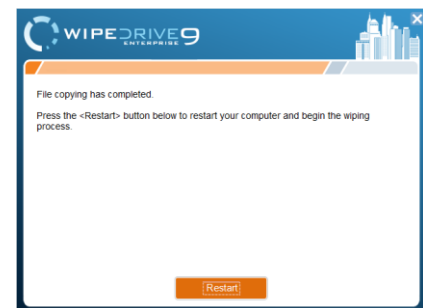 WIPEDRIVE9
ENTERPRISE
File copying has completed.
Press the <Restart> button below to restart your computer and begin the wiping
process.
Restart